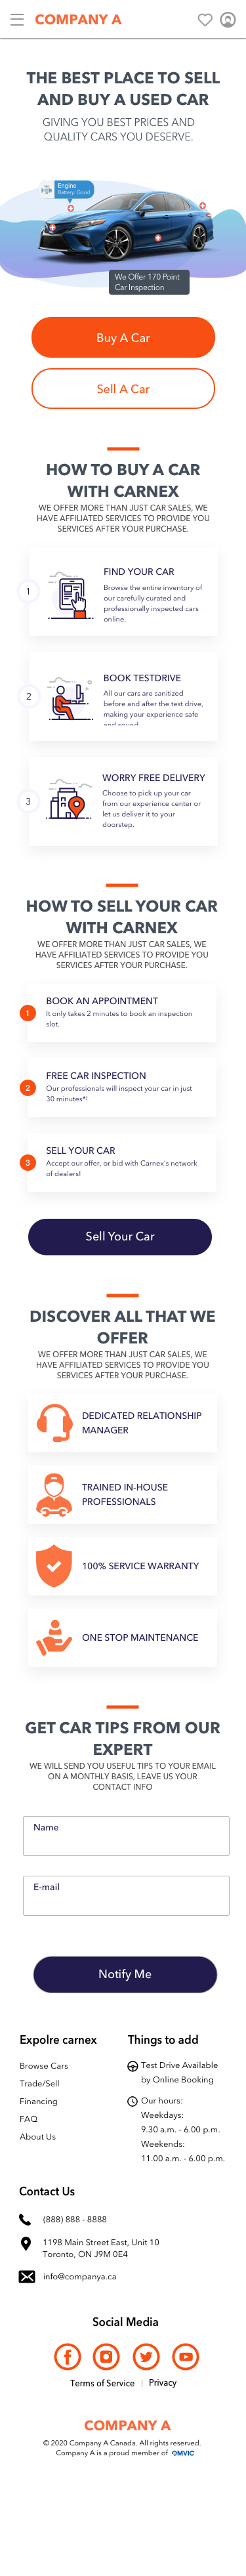 COMPANY A
THE BEST PLACE TO SELL
AND BUY A USED CAR
GIVING YOU BEST PRICES AND
QUALITY CARS YOU DESERVE.
Engine
Battery: Good
We Offer 170 Point
Car Inspection
Buy A Car
Sell A Car
HOW TO BUY A CAR
WITH CARNEX
WE OFFER MORE THAN JUST CAR SALES, WE
HAVE AFFILIATED SERVICES TO PROVIDE YOU
SERVICES AFTER YOUR PURCHASE.
1
FIND YOUR CAR
Browse the entire inventory of
our carefully curated and
professionally inspected cars
online.
2
BOOK TESTDRIVE
All our cars are sanitized
before and after the test drive,
making your experience safe
and sound
3
WORRY FREE DELIVERY
Choose to pick up your car
from our experience center or
let us deliver it to your
doorstep.
HOW TO SELL YOUR CAR
WITH CARNEX
WE OFFER MORE THAN JUST CAR SALES, WE
HAVE AFFILIATED SERVICES TO PROVIDE YOU
SERVICES AFTER YOUR PURCHASE.
1
BOOK AN APPOINTMENT
It only takes 2 minutes to book an inspection
slot.
2
FREE CAR INSPECTION
Our professionals will inspect your car in just
30 minutes*!
3
SELL YOUR CAR
Accept our offer, or bid with Carnex's network
of dealers!
Sell Your Car
DISCOVER ALL THAT WE
OFFER
WE OFFER MORE THAN JUST CAR SALES, WE
HAVE AFFILIATED SERVICES TO PROVIDE YOU
SERVICES AFTER YOUR PURCHASE.
DEDICATED RELATIONSHIP
MANAGER
TRAINED IN-HOUSE
PROFESSIONALS
100% SERVICE WARRANTY
ONE STOP MAINTENANCE
GET CAR TIPS FROM OUR
EXPERT
WE WILL SEND YOU USEFUL TIPS TO YOUR EMAIL
ON A MONTHLY BASIS, LEAVE US YOUR
CONTACT INFO
Name
E-mail
Notify Me
Expolre carnex
Browse Cars
Trade/Sell
Financing
FAQ
About Us
Things to add
Test Drive Available
by Online Booking
Our hours:
Weekdays:
9.30 a.m. - 6.00 p.m.
Weekends:
11.00 a.m. - 6.00 p.m.
Contact Us
(888) 888 - 8888
1198 Main Street East, Unit 10
Toronto, ON J9M 0E4
info@companya.ca
Social Media
Terms of Service | Privacy
COMPANY A
© 2020 Company A Canada. All rights reserved.
Company A is a proud member of OMVIC